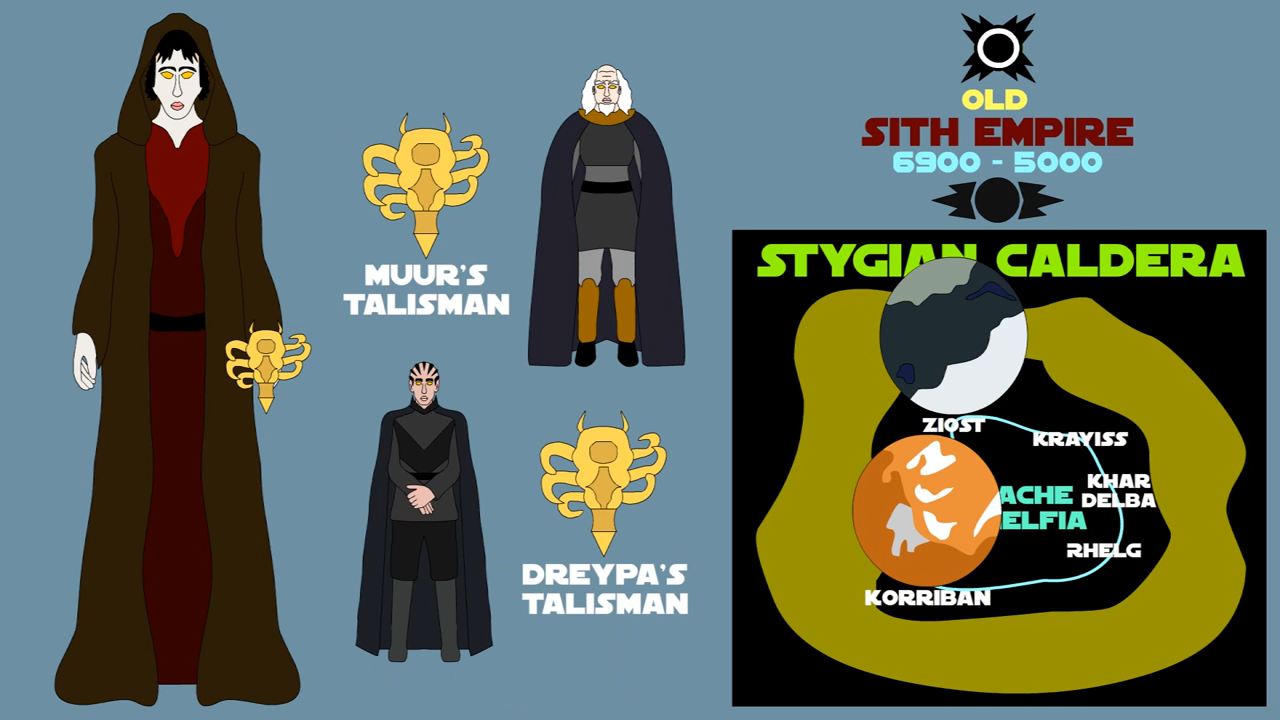 MUUR'S
TALISMAN
DREYPA'S
TALISMAN
OLD
SITH EMPIRE
6900 - 5000
STYGIAN CALDERA
ZIOST
KRAYISS
KHAR
DELBA
RHELG
KORRIBAN